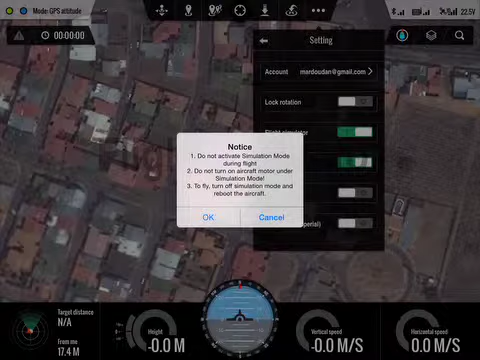 Mode: GPS altitude
22.5V
00:00:00
Setting
Account mardoudan@gmail.com
Lock rotation
Flight simulator
Notice
1. Do not activate Simulation Mode
during flight
2. Do not turn on aircraft motor under
Simulation Mode!
3. To fly, turn off simulation mode and
reboot the aircraft.
OK Cancel
Target distance
N/A
From me
17.4 M
Height
-0.0 M
Vertical speed
-0.0 M/S
Horizontal speed
0.0 M/S